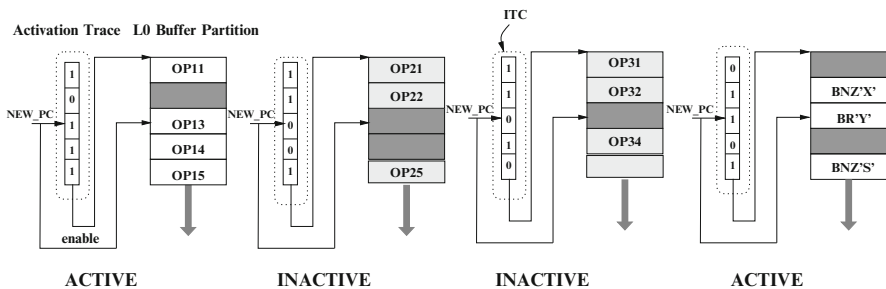 ITC
Activation Trace L0 Buffer Partition
1
0
1
1
1
NEW_PC
OP11
OP13
OP14
OP15
enable
ACTIVE
1
1
0
0
1
NEW_PC
OP21
OP22
OP25
INACTIVE
1
1
0
1
0
NEW_PC
OP31
OP32
OP34
INACTIVE
0
1
1
0
1
NEW_PC
BNZ'X'
BR'Y'
BNZ'S'
ACTIVE